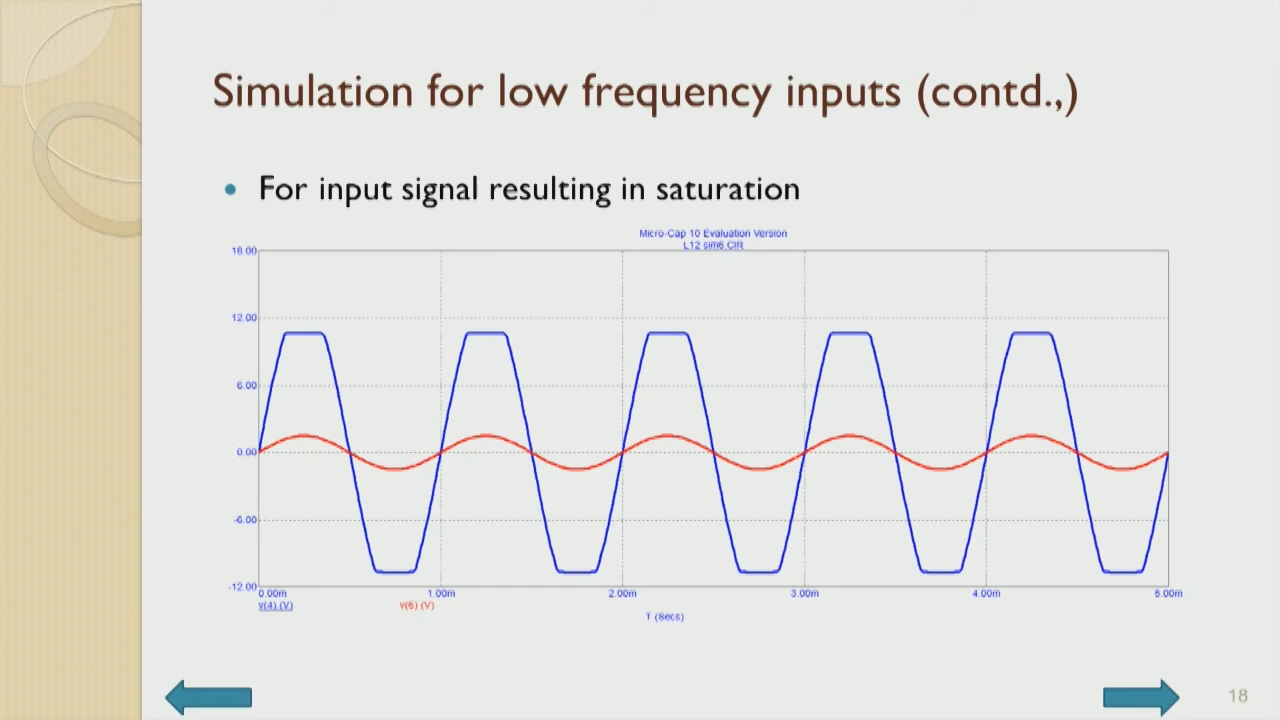 Simulation for low frequency inputs (contd.,)
• For input signal resulting in saturation
Micro-Cap 10 Evaluation Version
L12 sim6.CIR
18.00
12.00
6.00
0.00
-6.00
-12.00
0.00m 1.00m 2.00m 3.00m 4.00m 5.00m
v(4) (V) v(6) (V)
T (Secs)
18